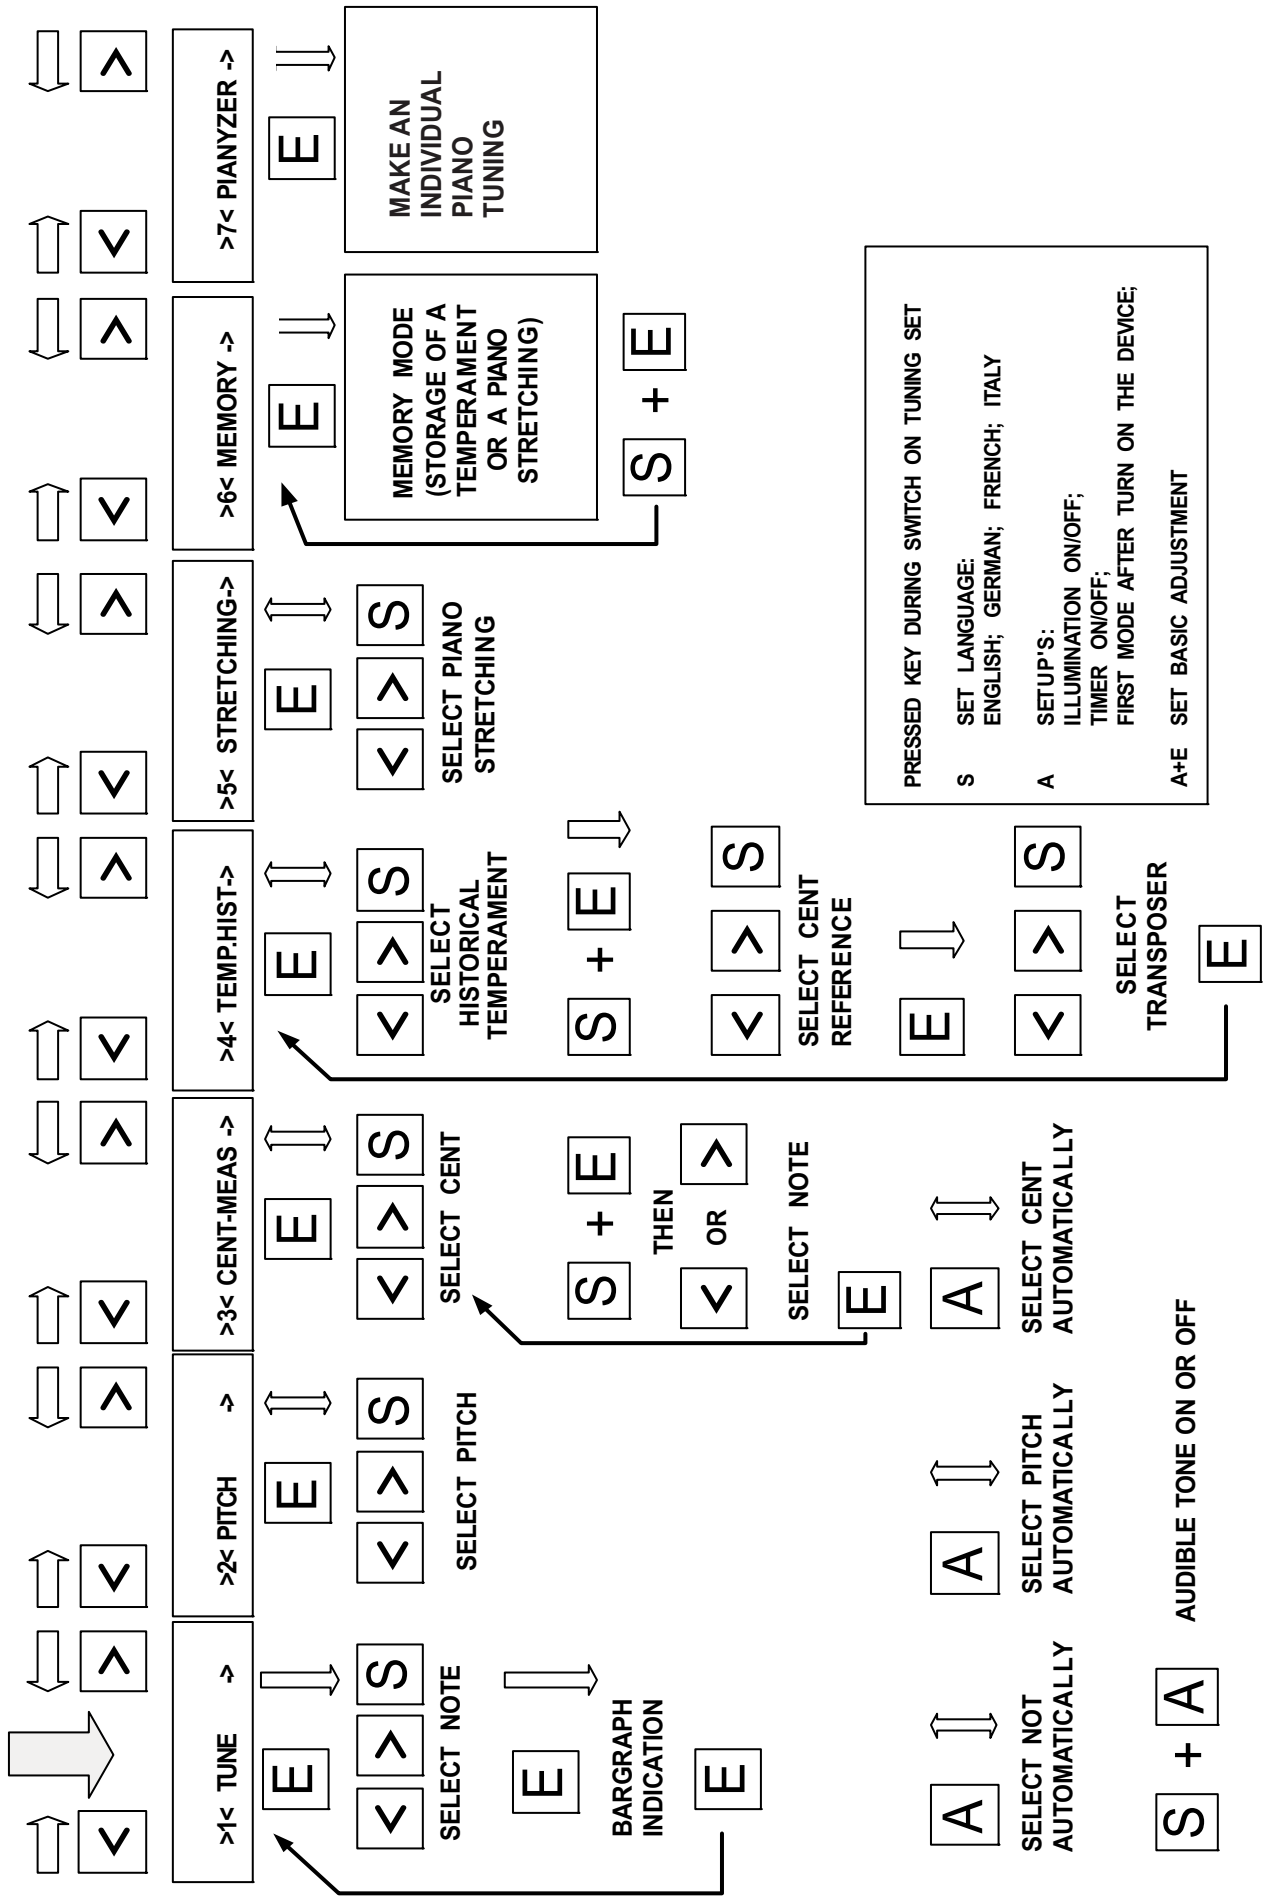 < > < > < > < > < > < > < >
>1< TUNE ->
E
< > S
SELECT NOTE
E
BARGRAPH
INDICATION
E
A
SELECT NOT
AUTOMATICALLY
S + A AUDIBLE TONE ON OR OFF
>2< PITCH ->
E
< > S
SELECT PITCH
A
SELECT PITCH
AUTOMATICALLY
>3< CENT-MEAS ->
E
< > S
SELECT CENT
S + E
THEN
< OR >
SELECT NOTE
E
A
SELECT CENT
AUTOMATICALLY
>4< TEMP.HIST->
E
< > S
SELECT
HISTORICAL
TEMPERAMENT
S + E
< > S
SELECT CENT
REFERENCE
E
< > S
SELECT
TRANSPOSER
E
>5< STRETCHING->
E
< > S
SELECT PIANO
STRETCHING
>6< MEMORY ->
E
MEMORY MODE
(STORAGE OF A
TEMPERAMENT
OR A PIANO
STRETCHING)
S + E
>7< PIANYZER ->
E
MAKE AN
INDIVIDUAL
PIANO
TUNING
PRESSED KEY DURING SWITCH ON TUNING SET
S SET LANGUAGE:
ENGLISH; GERMAN; FRENCH; ITALY
A SETUP'S:
ILLUMINATION ON/OFF;
TIMER ON/OFF;
FIRST MODE AFTER TURN ON THE DEVICE;
A+E SET BASIC ADJUSTMENT